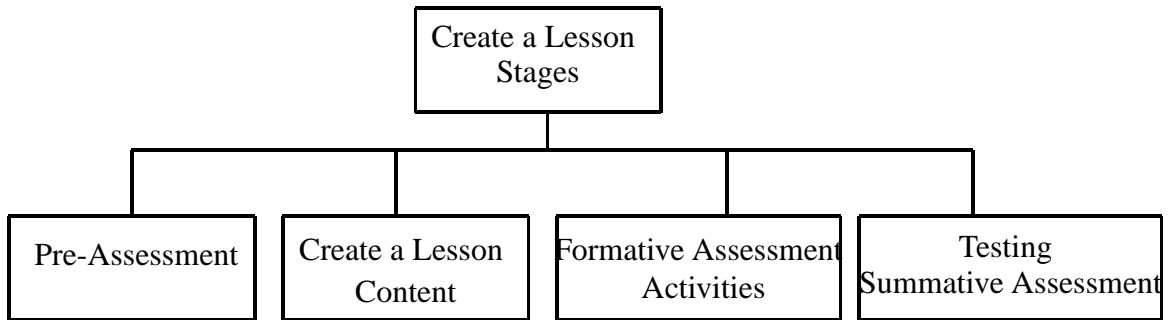 Create a Lesson
Stages
Pre-Assessment
Create a Lesson
Content
Formative Assessment
Activities
Testing
Summative Assessment